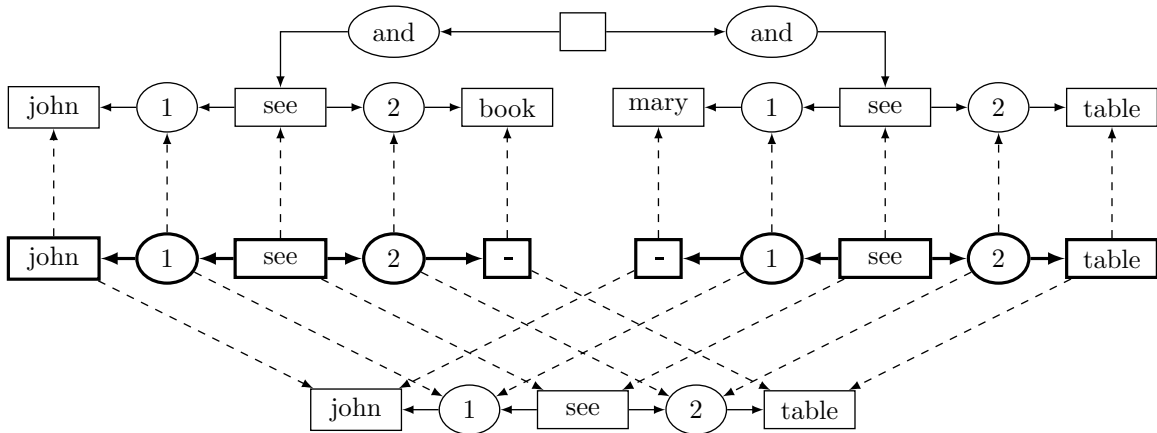 and and
john 1 see 2 book mary 1 see 2 table
john 1 see 2 - - 1 see 2 table
john 1 see 2 table